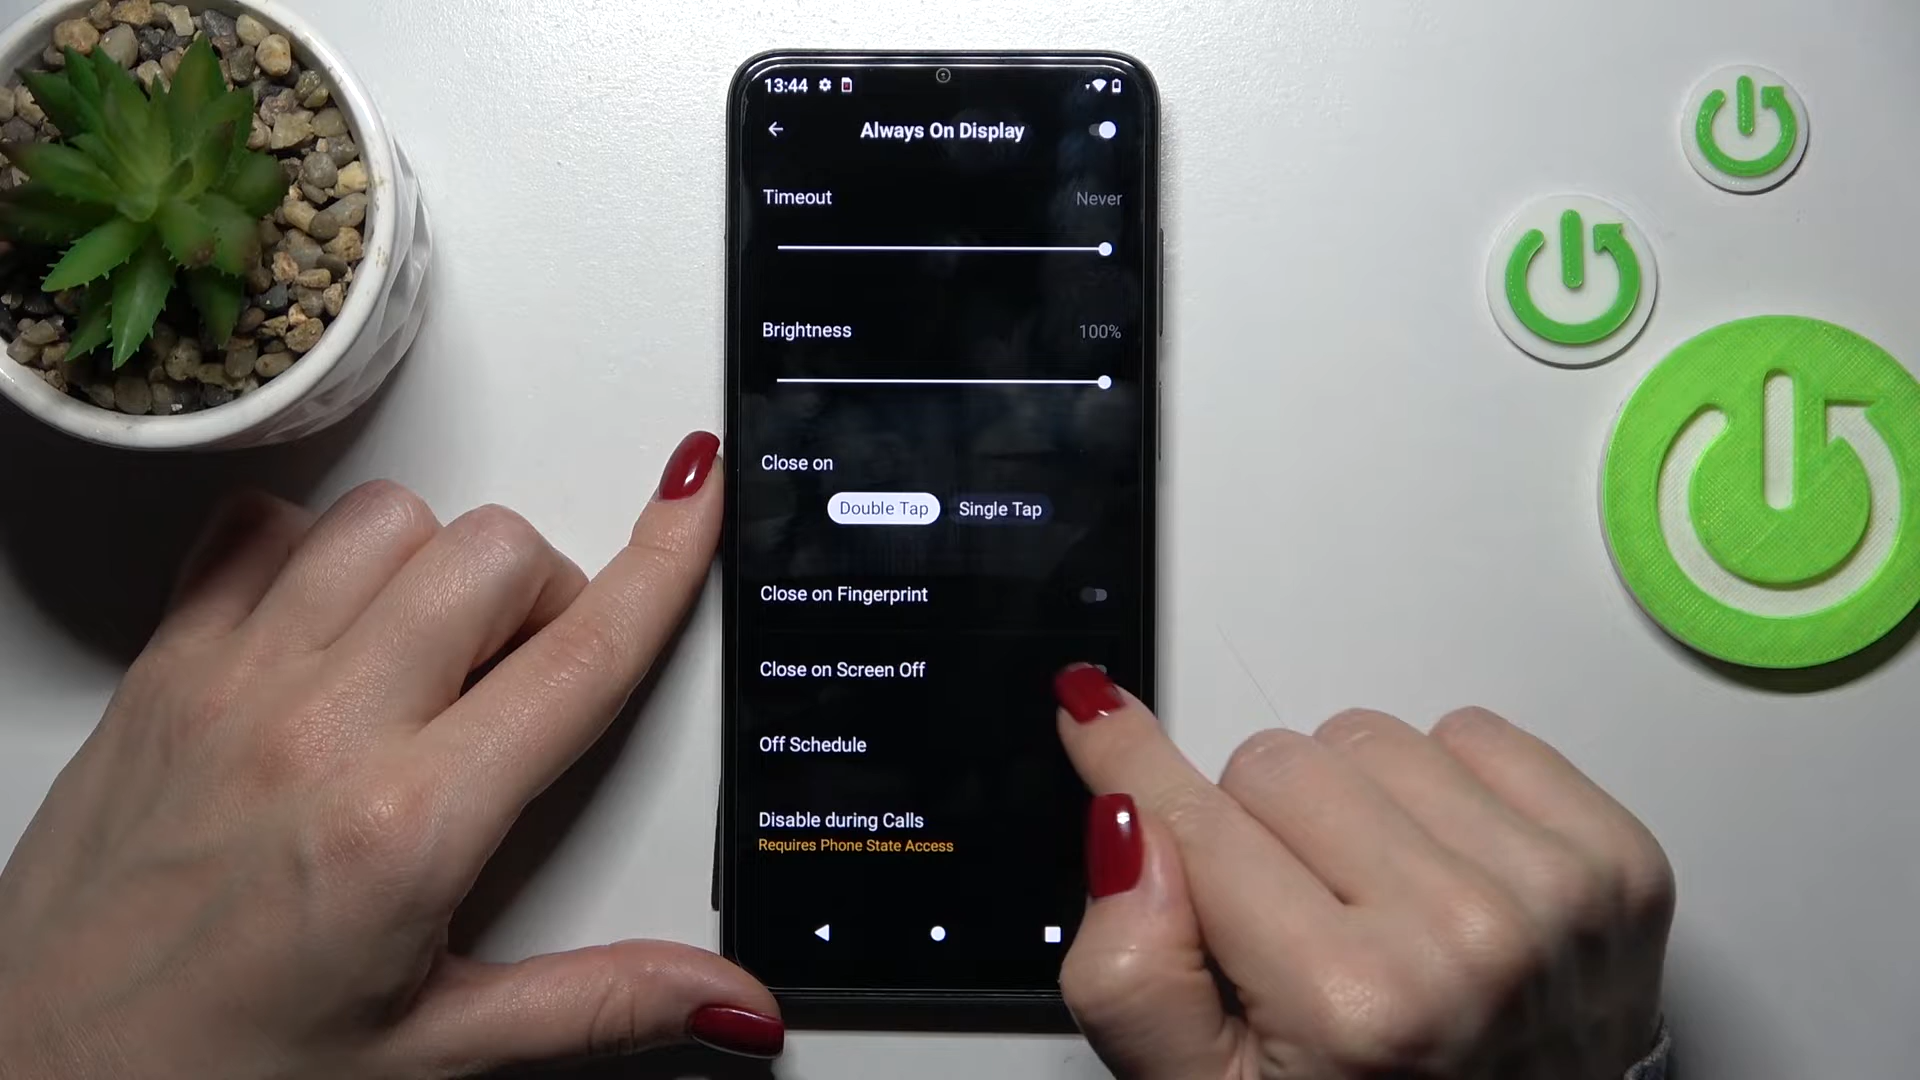 13:44
Always On Display
Timeout Never
Brightness 100%
Close on
Double Tap Single Tap
Close on Fingerprint
Close on Screen Off
Off Schedule
Disable during Calls
Requires Phone State Access